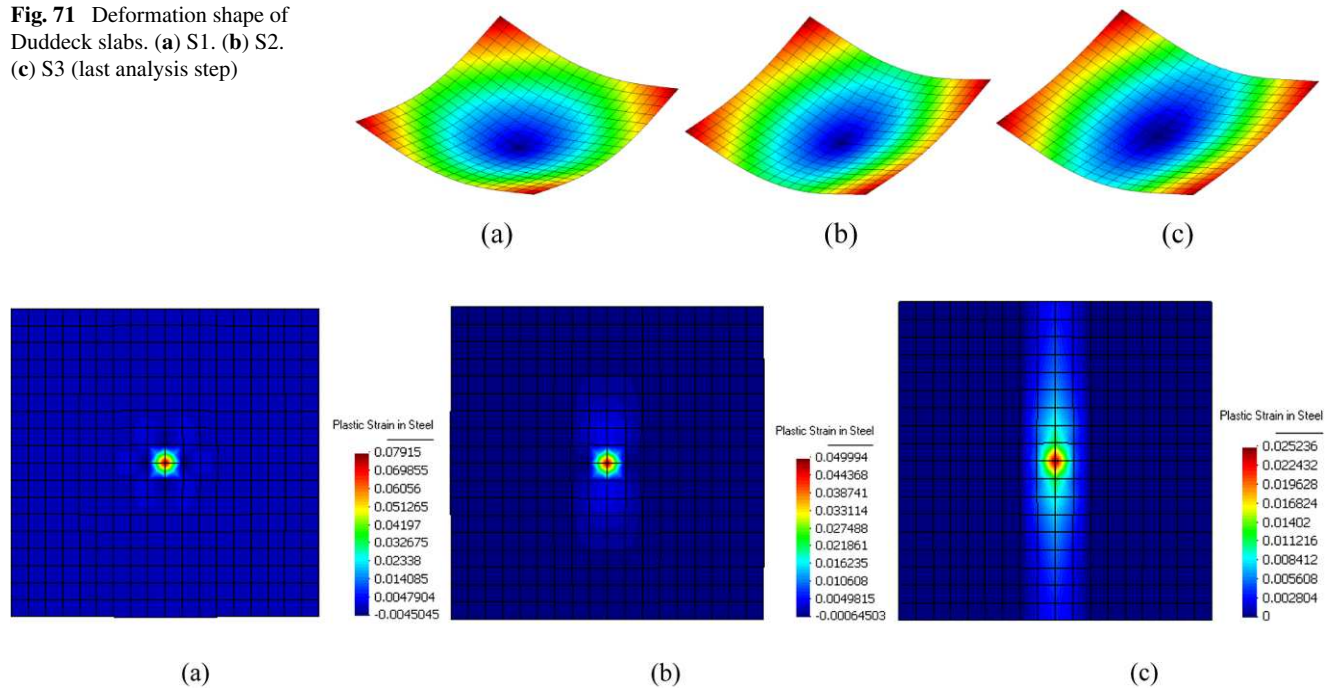 Fig. 71 Deformation shape of
Duddeck slabs. (a) S1. (b) S2.
(c) S3 (last analysis step)
(a)
(b)
(c)
Plastic Strain in Steel
0.07915
0.069855
0.06056
0.051265
0.04197
0.032675
0.02338
0.014085
0.0047904
-0.0045045
Plastic Strain in Steel
0.049994
0.044368
0.038741
0.033114
0.027488
0.021861
0.016235
0.010608
0.0049815
-0.00064503
Plastic Strain in Steel
0.025236
0.022432
0.019628
0.016824
0.01402
0.011216
0.008412
0.005608
0.002804
0
(a)
(b)
(c)